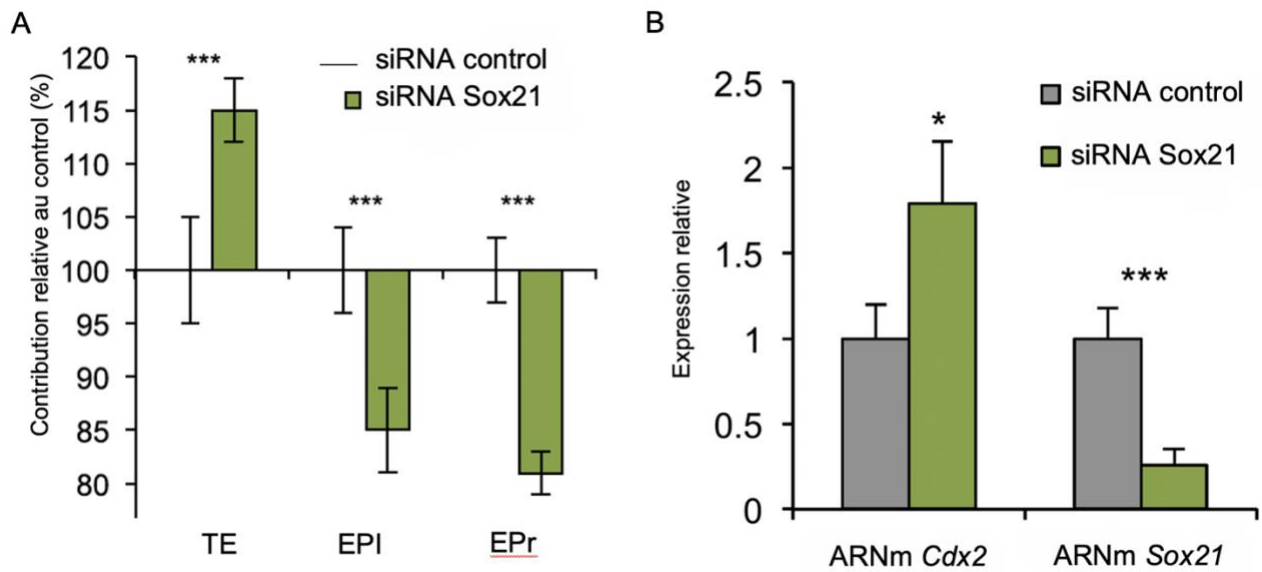 A
Contribution relative au control (%)
120
115
110
105
100
95
90
85
80
***
***
***
siRNA control
siRNA Sox21
TE
EPI
EPr
B
Expression relative
2.5
2
1.5
1
0.5
0
*
***
siRNA control
siRNA Sox21
ARNm Cdx2
ARNm Sox21